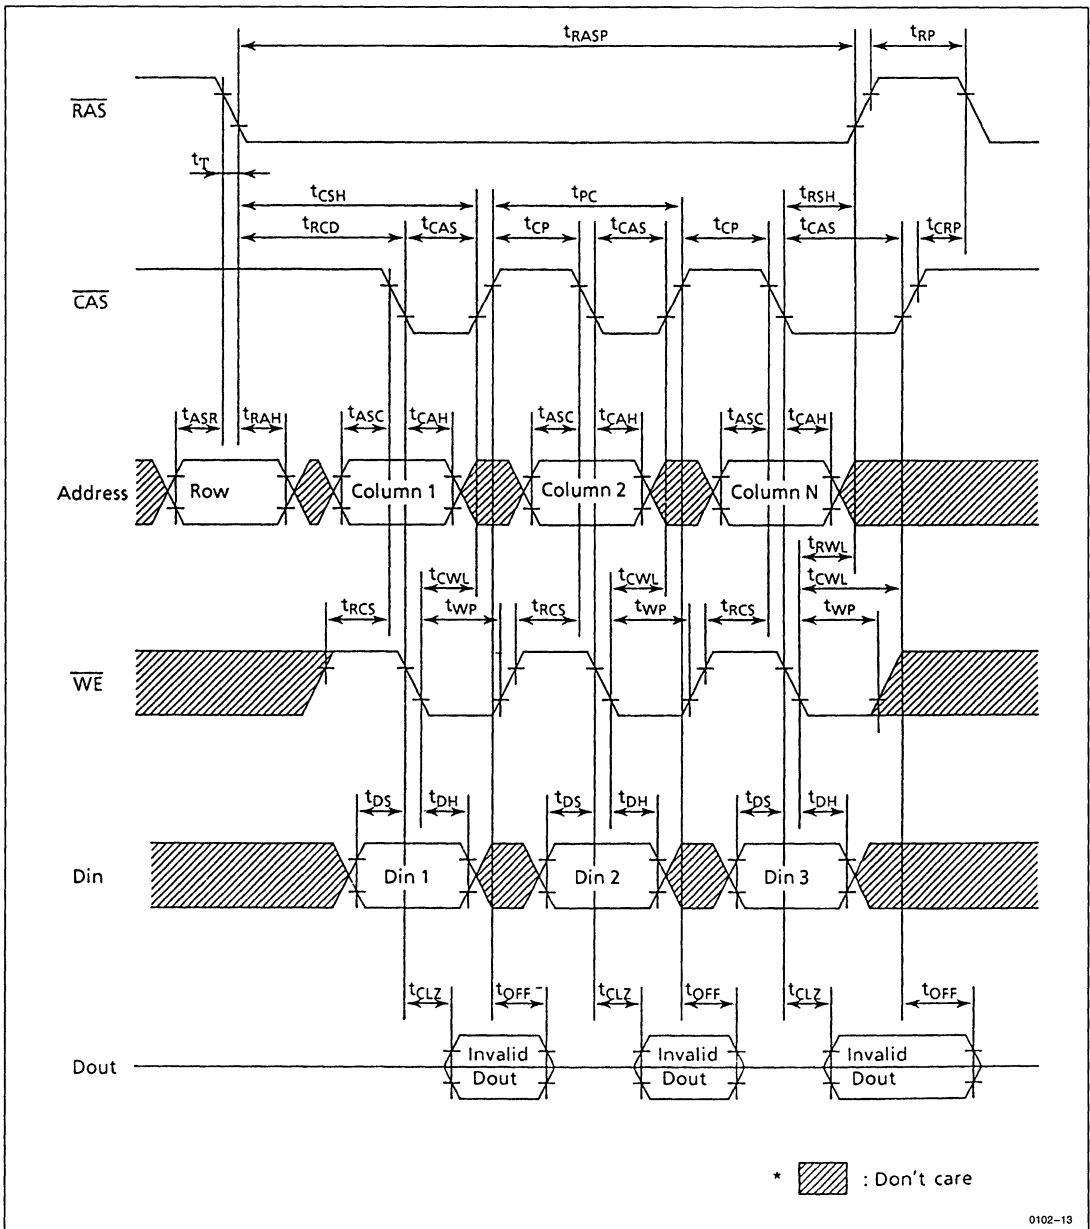 tRASP tRP
RAS
tT
tCSH tPC tRSH
tRCD tCAS tCP tCAS tCP tCAS tCRP
CAS
tASR tRAH tASC tCAH tASC tCAH tASC tCAH
Address Row Column 1 Column 2 Column N
tRWL
tCWL tCWL tCWL
tRCS tWP tRCS tWP tRCS tWP
WE
tDS tDH tDS tDH tDS tDH
Din Din 1 Din 2 Din 3
tCLZ tOFF tCLZ tOFF tCLZ tOFF
Invalid Invalid Invalid
Dout
Dout Dout Dout
* : Don't care
0102-13